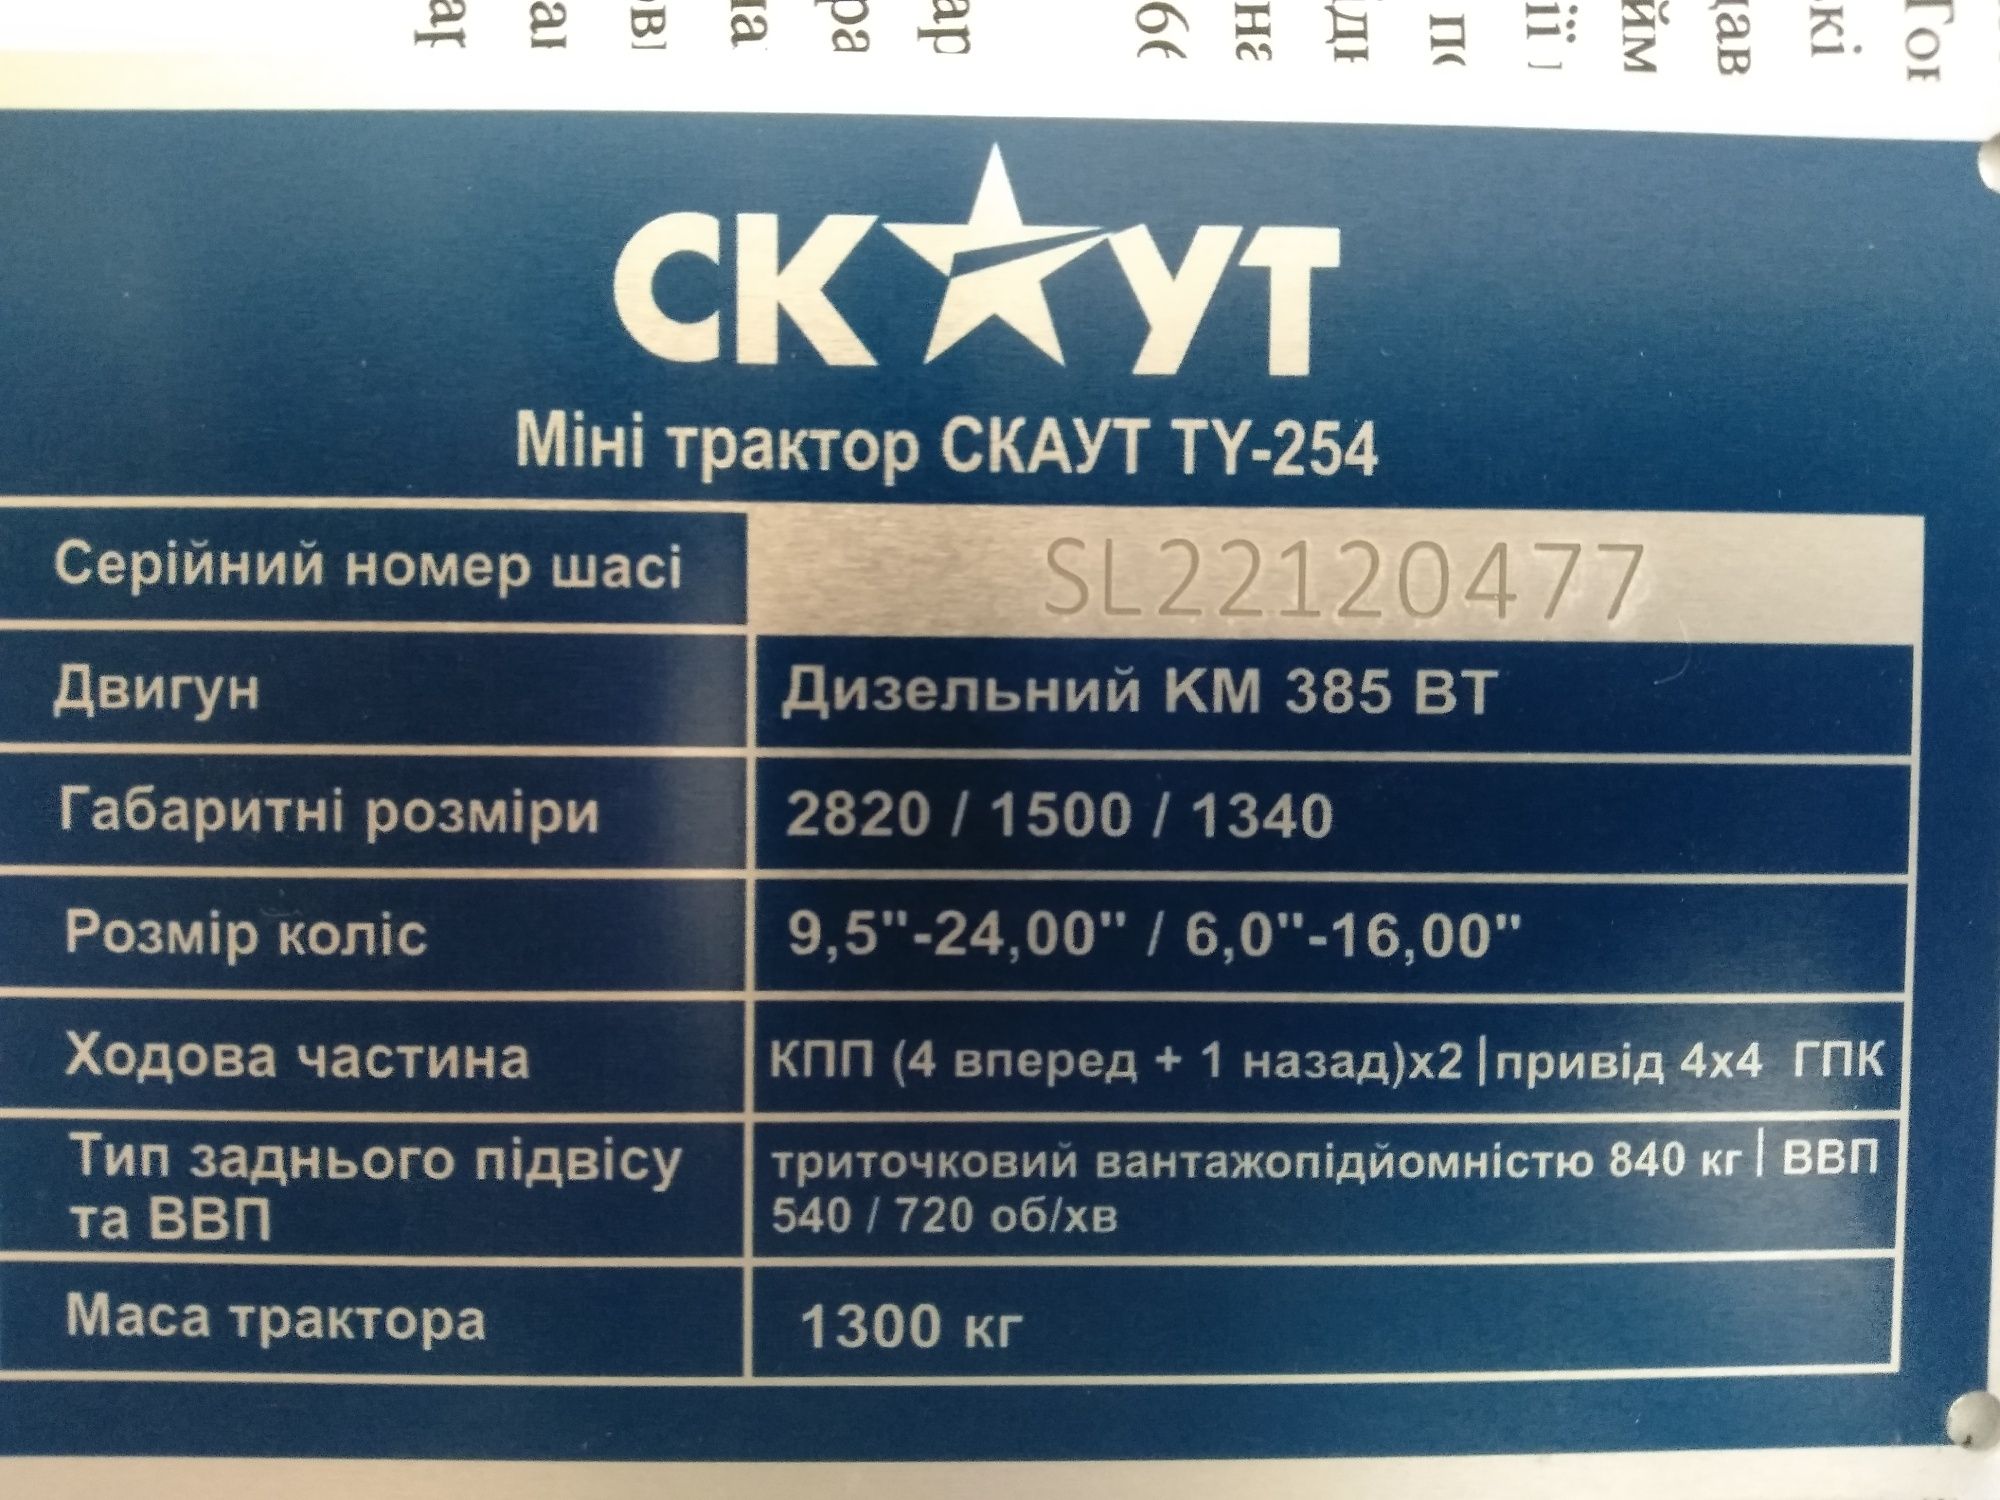 СКАУТ
Міні трактор СКАУТ TY-254
Серійний номер шасі SL22120477
Двигун Дизельний KM 385 BT
Габаритні розміри 2820 / 1500 / 1340
Розмір коліс 9,5"-24,00" / 6,0"-16,00"
Ходова частина КПП (4 вперед + 1 назад)x2 | привід 4x4 ГПК
Тип заднього підвісу та ВВП триточковий вантажопідйомністю 840 кг | ВВП
540 / 720 об/хв
Маса трактора 1300 кг